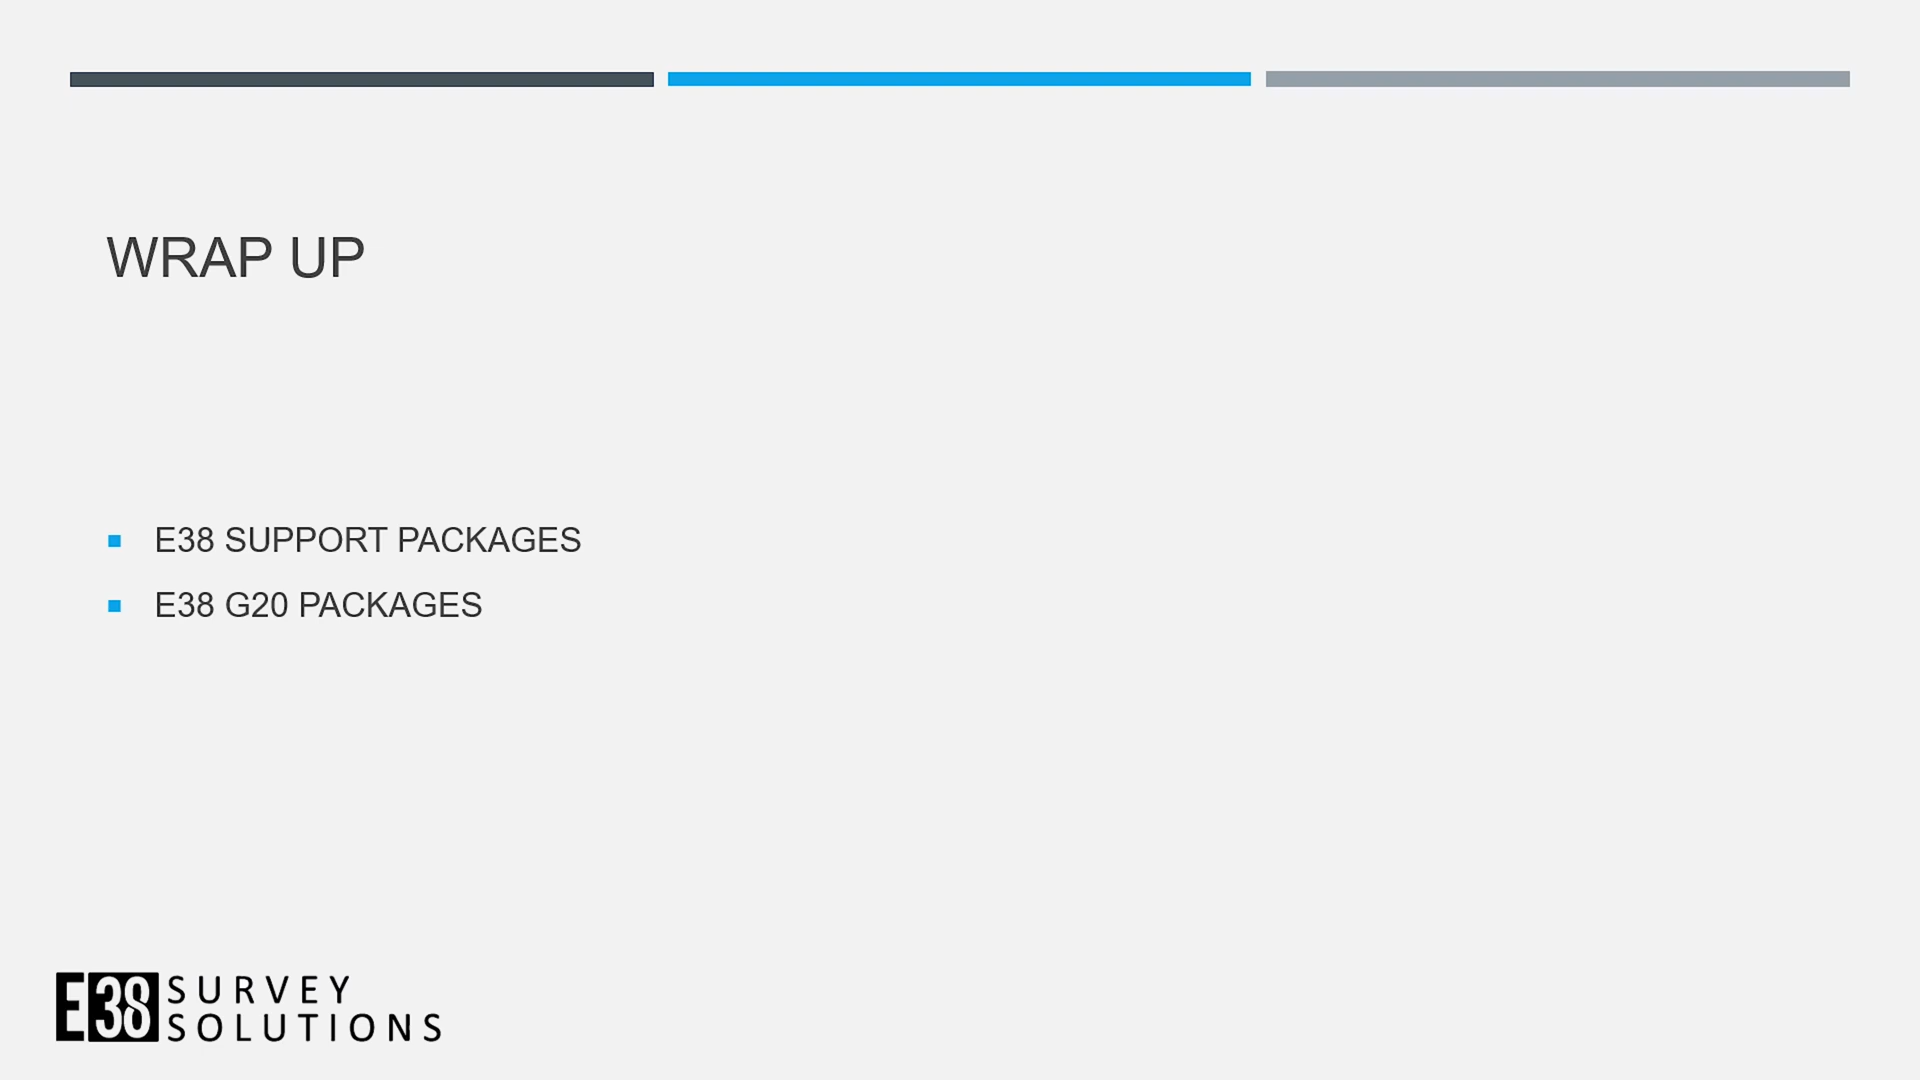 WRAP UP
E38 SUPPORT PACKAGES
E38 G20 PACKAGES
E38 SURVEY
SOLUTIONS